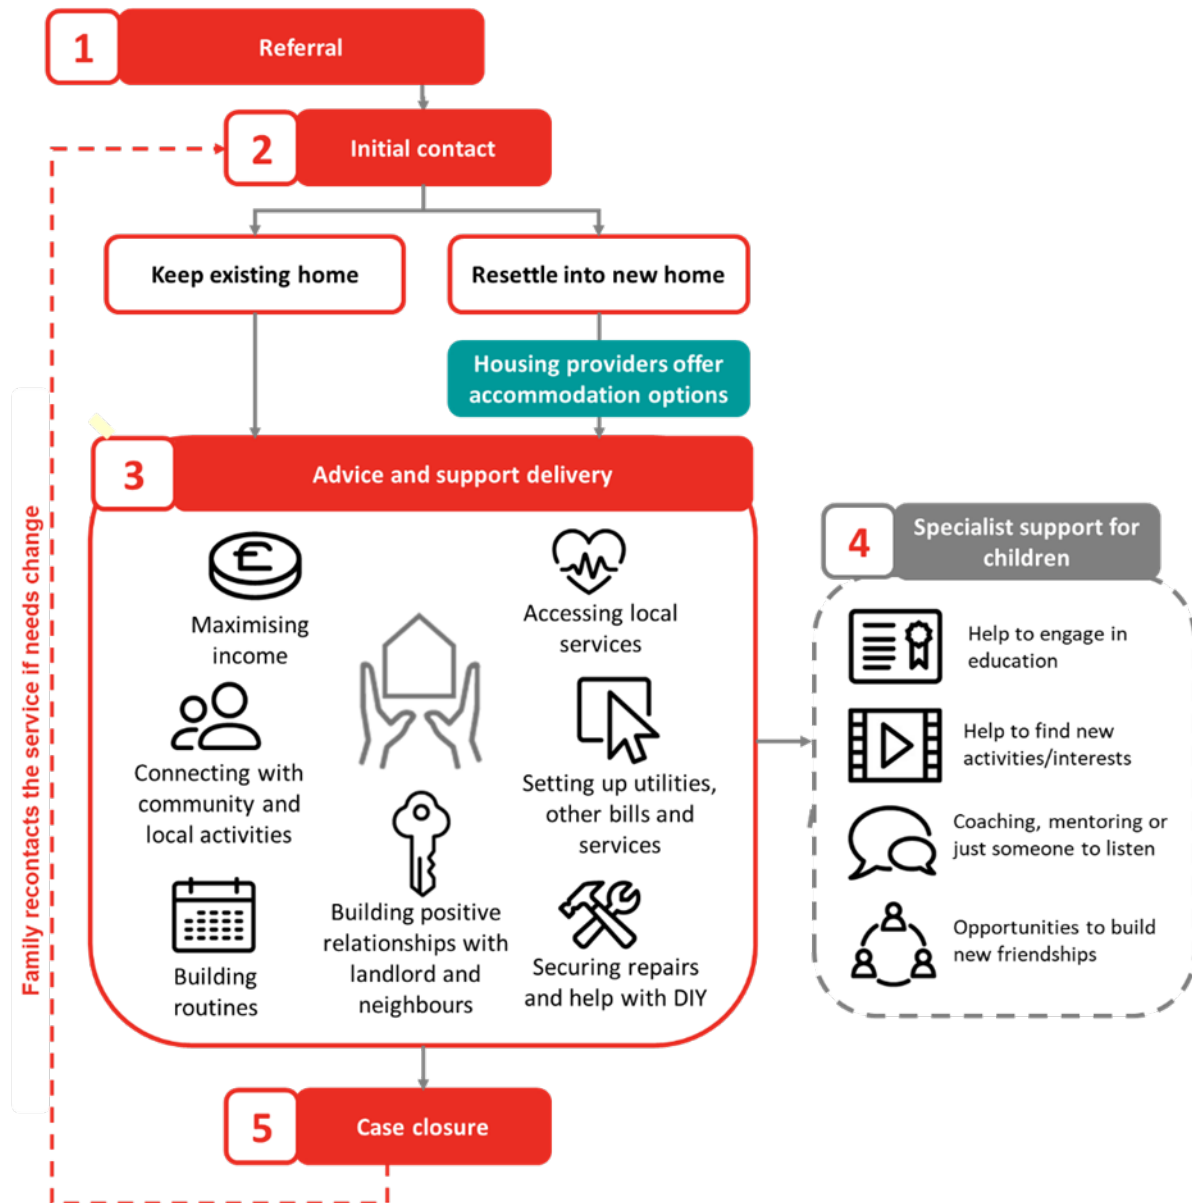 1
Referral
2
Initial contact
Keep existing home
Resettle into new home
Housing providers offer
accommodation options
3
Advice and support delivery
£
Maximising
income
Accessing local
services
Connecting with
community and
local activities
Setting up utilities,
other bills and
services
Building
routines
Building positive
relationships with
landlord and
neighbours
Securing repairs
and help with DIY
4
Specialist support for
children
Help to engage in
education
Help to find new
activities/interests
Coaching, mentoring or
just someone to listen
Opportunities to build
new friendships
5
Case closure
Family recontacts the service if needs change